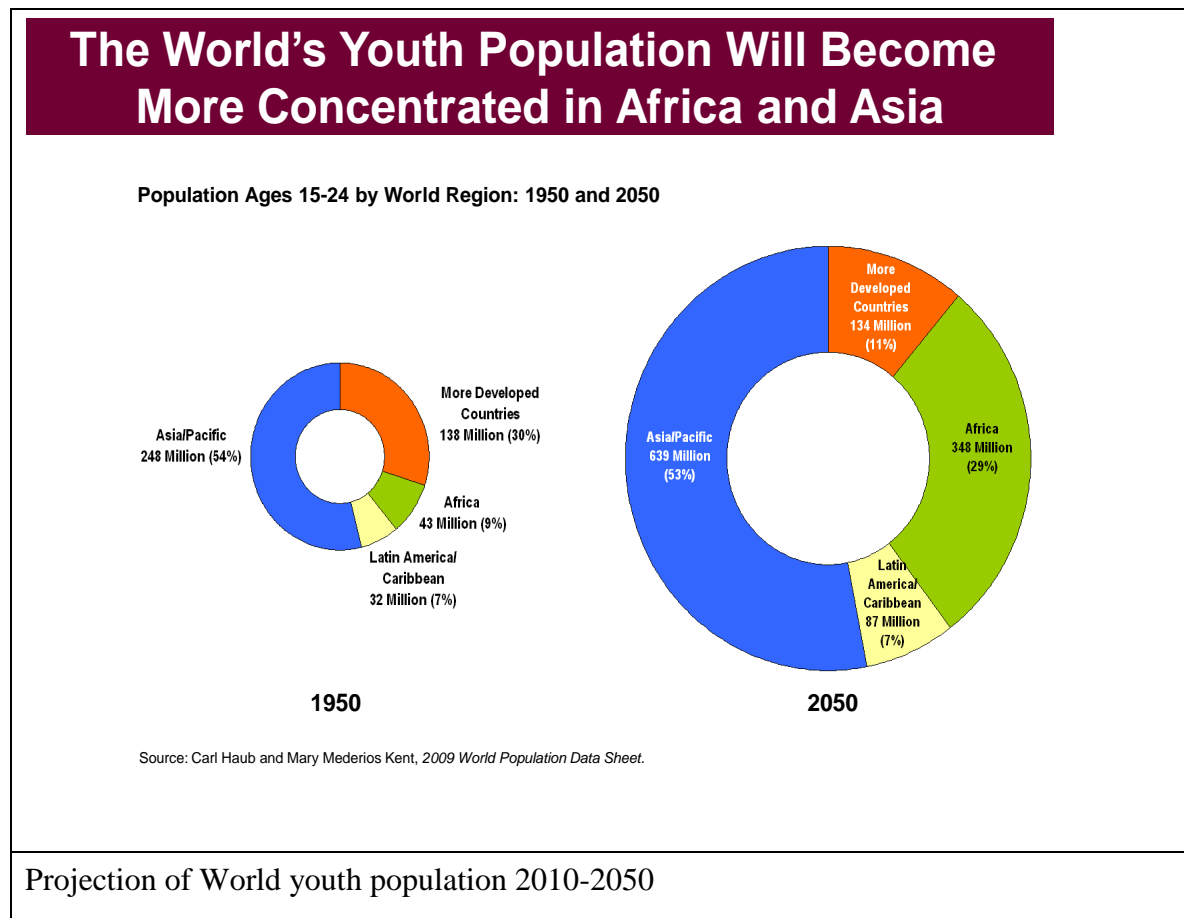 The World's Youth Population Will Become
More Concentrated in Africa and Asia
Population Ages 15-24 by World Region: 1950 and 2050
Asia/Pacific
248 Million (54%)
More Developed
Countries
138 Million (30%)
Africa
43 Million (9%)
Latin America/
Caribbean
32 Million (7%)
1950
More
Developed
Countries
134 Million
(11%)
Asia/Pacific
639 Million
(53%)
Africa
348 Million
(29%)
Latin
America/
Caribbean
87 Million
(7%)
2050
Source: Carl Haub and Mary Mederios Kent, 2009 World Population Data Sheet.
Projection of World youth population 2010-2050